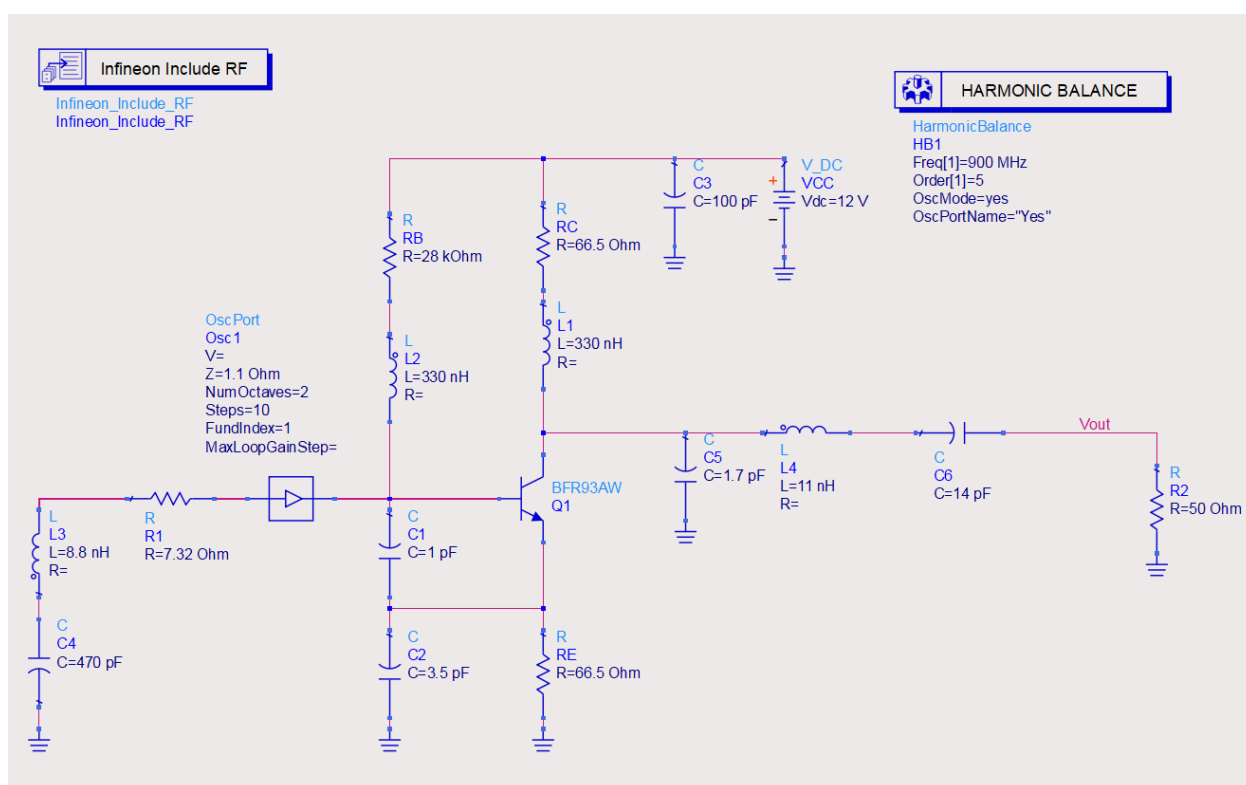 Infineon Include RF
Infineon_Include_RF
Infineon_Include_RF
HARMONIC BALANCE
HarmonicBalance
HB1
Freq[1]=900 MHz
Order[1]=5
OscMode=yes
OscPortName="Yes"
C
C3
C=100 pF
V_DC
VCC
Vdc=12 V
+
−
R
RB
R=28 kOhm
R
RC
R=66.5 Ohm
OscPort
Osc1
V=
Z=1.1 Ohm
NumOctaves=2
Steps=10
FundIndex=1
MaxLoopGainStep=
L
L2
L=330 nH
R=
L
L1
L=330 nH
R=
L
L3
L=8.8 nH
R=
R
R1
R=7.32 Ohm
C
C1
C=1 pF
BFR93AW
Q1
C
C5
C=1.7 pF
L
L4
L=11 nH
R=
C
C6
C=14 pF
Vout
R
R2
R=50 Ohm
C
C4
C=470 pF
C
C2
C=3.5 pF
R
RE
R=66.5 Ohm